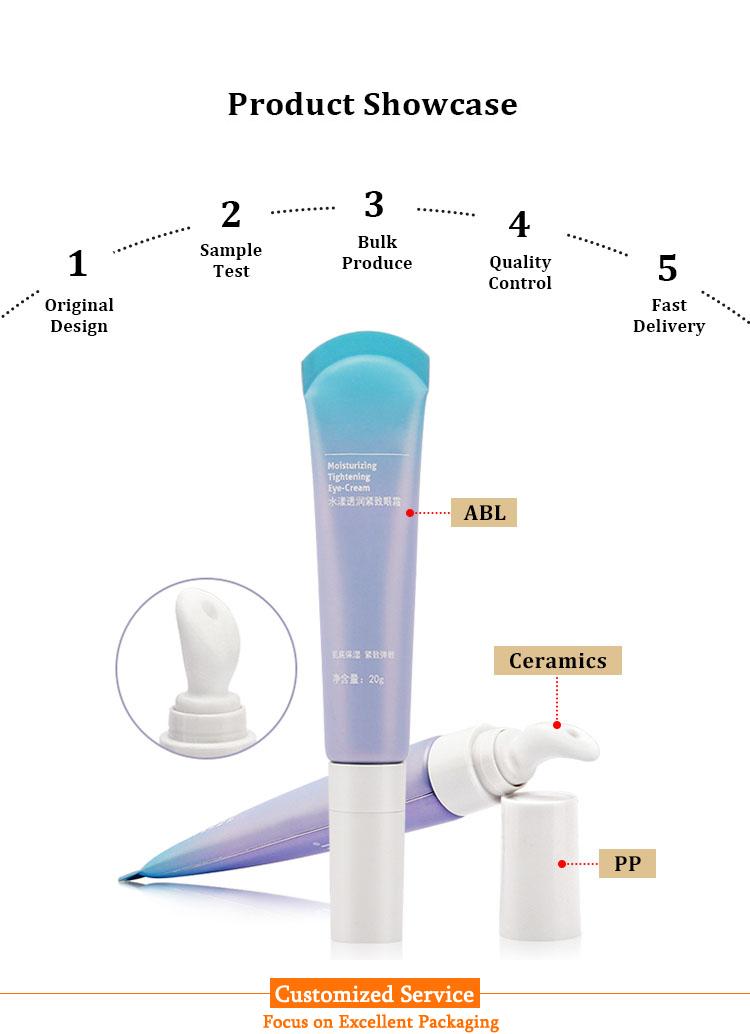 Product Showcase
1
Original
Design
2
Sample
Test
3
Bulk
Produce
4
Quality
Control
5
Fast
Delivery
Moisturizing
Tightening
Eye-Cream
水漾透润紧致眼霜
ABL
肌底保湿 紧致弹嫩
净含量：20g
Ceramics
PP
Customized Service
Focus on Excellent Packaging